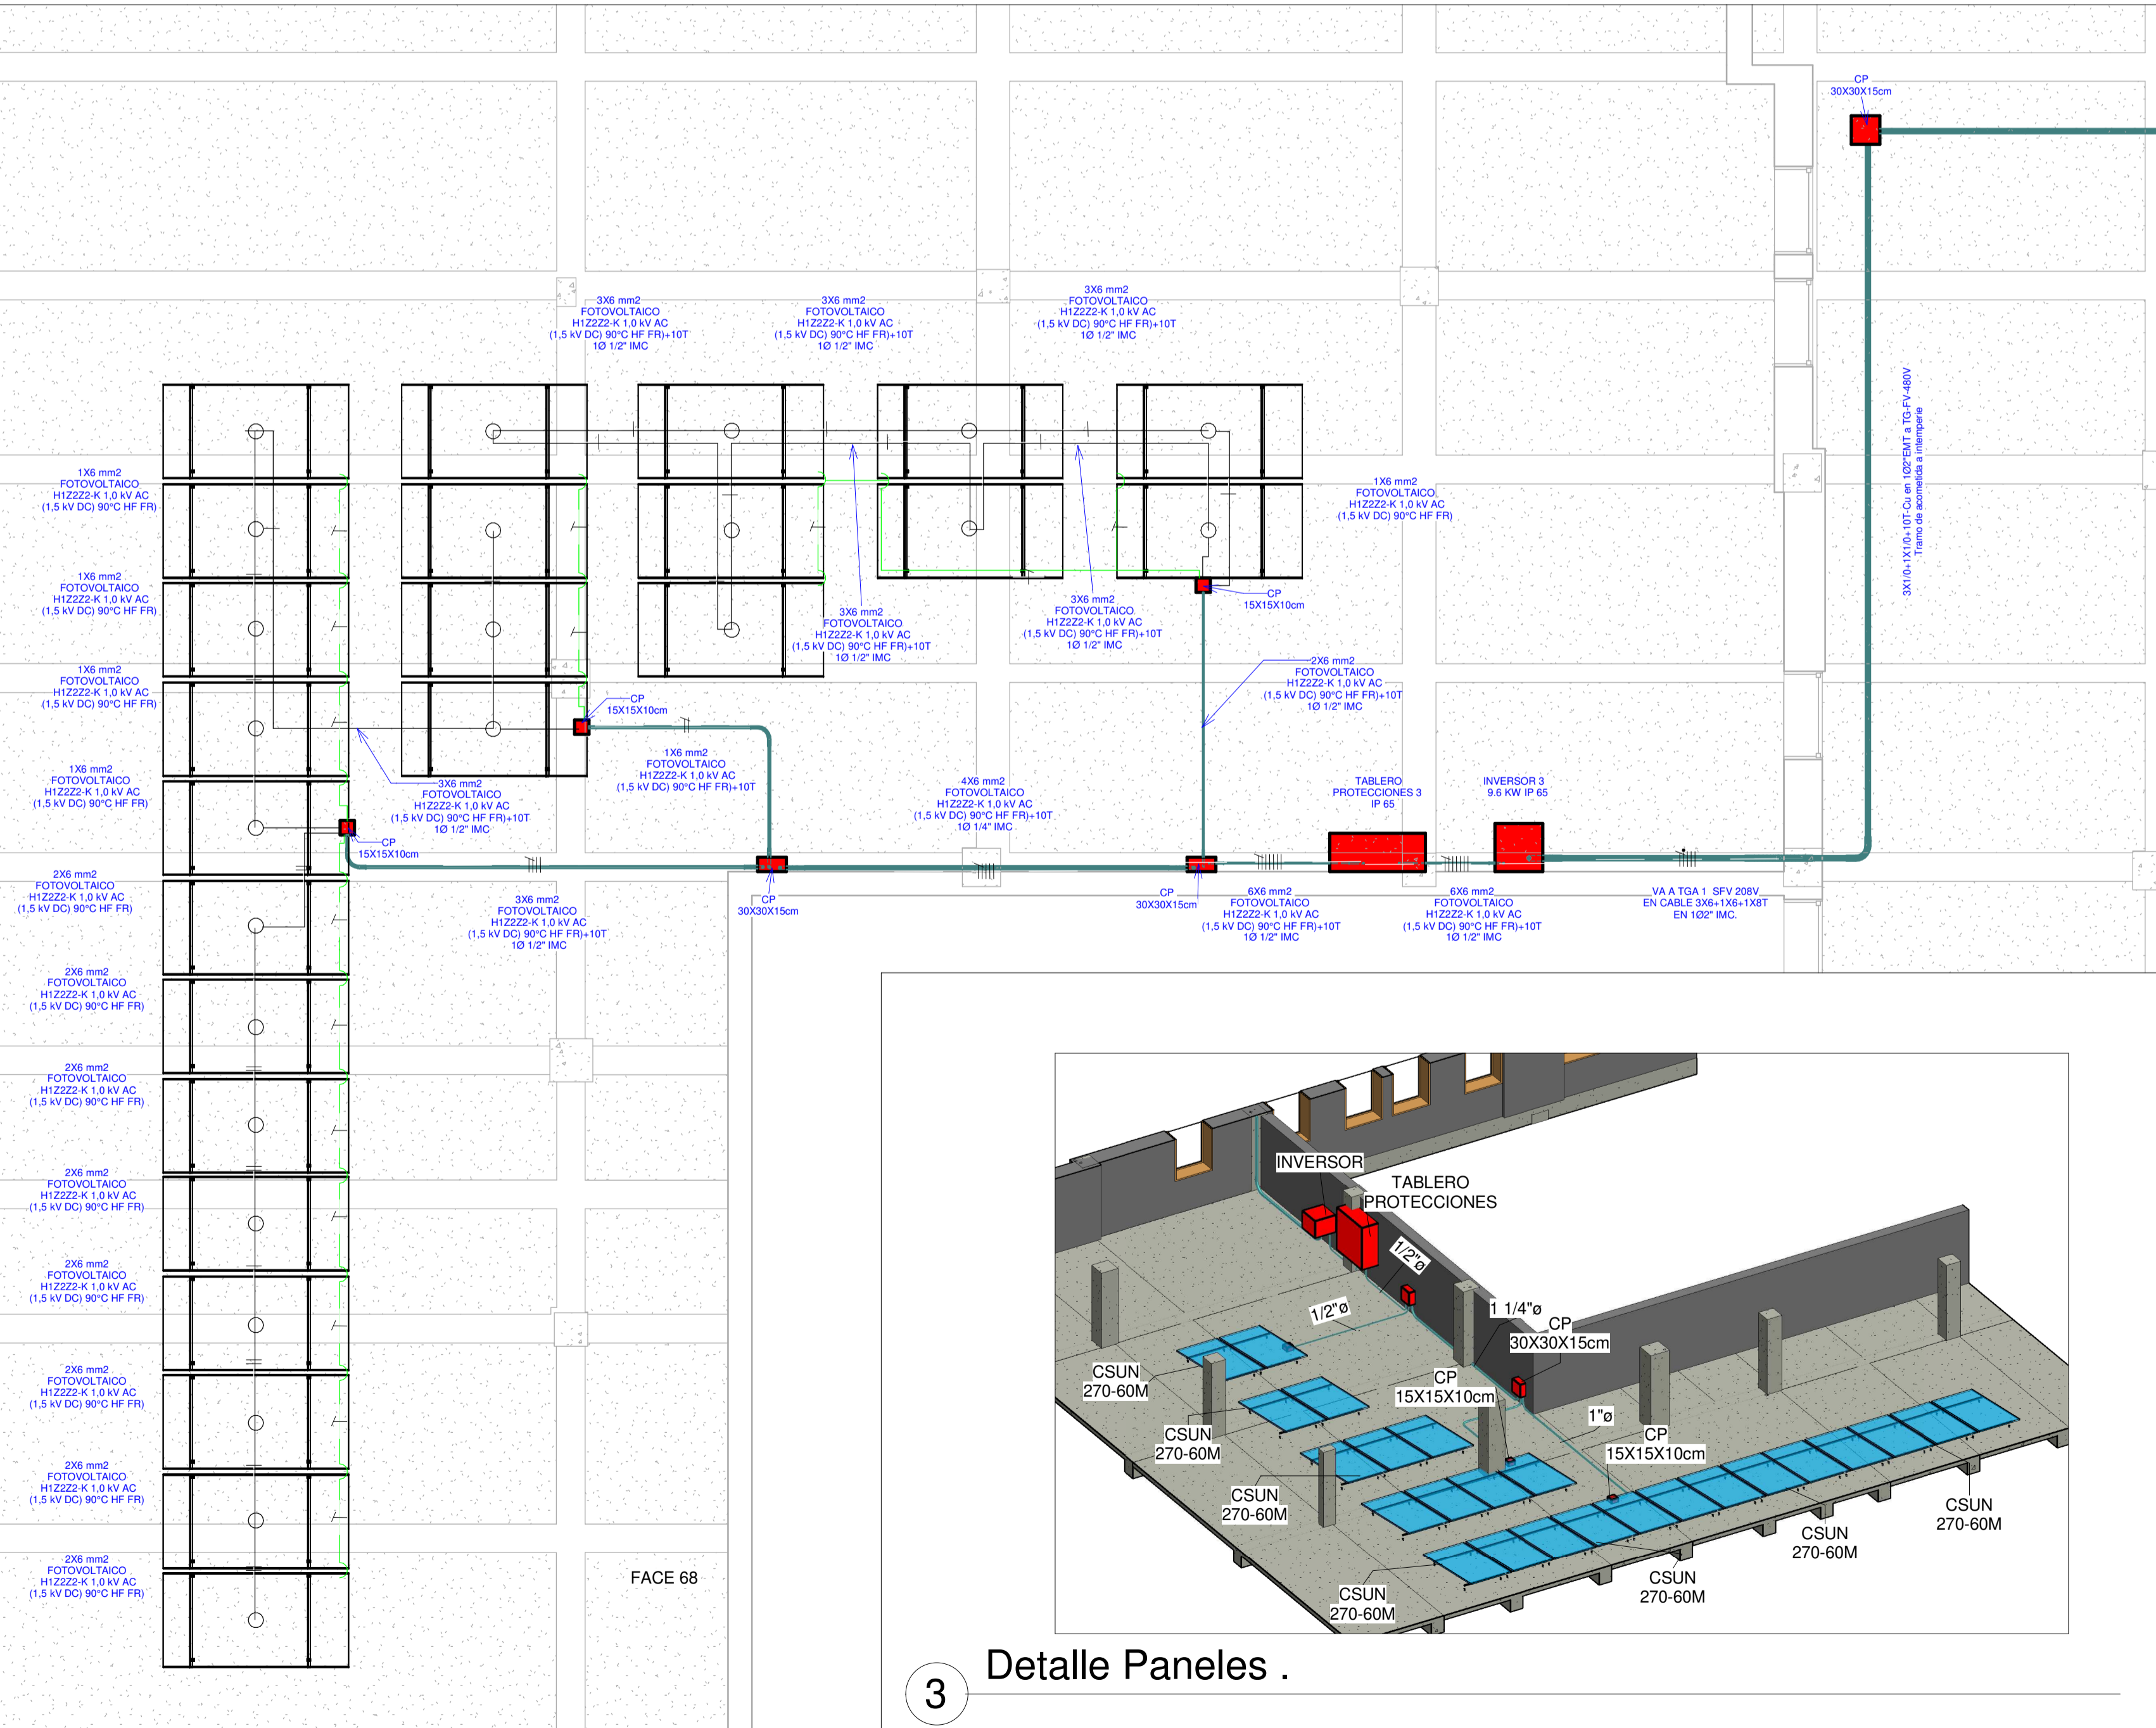 CP
30X30X15cm
3X6 mm2
FOTOVOLTAICO
H1Z2Z2-K 1,0 kV AC
(1,5 kV DC) 90°C HF FR)+10T
1Ø 1/2" IMC
3X6 mm2
FOTOVOLTAICO
H1Z2Z2-K 1,0 kV AC
(1,5 kV DC) 90°C HF FR)+10T
1Ø 1/2" IMC
3X6 mm2
FOTOVOLTAICO
H1Z2Z2-K 1,0 kV AC
(1,5 kV DC) 90°C HF FR)+10T
1Ø 1/2" IMC
3X1/0+1X1/0+10T-Cu en 1Ø2"EMT a TG-FV-480V
Tramo de acometida a intemperie
1X6 mm2
FOTOVOLTAICO
H1Z2Z2-K 1,0 kV AC
(1,5 kV DC) 90°C HF FR)
1X6 mm2
FOTOVOLTAICO
H1Z2Z2-K 1,0 kV AC
(1,5 kV DC) 90°C HF FR)
1X6 mm2
FOTOVOLTAICO
H1Z2Z2-K 1,0 kV AC
(1,5 kV DC) 90°C HF FR)
CP
15X15X10cm
3X6 mm2
FOTOVOLTAICO
H1Z2Z2-K 1,0 kV AC
(1,5 kV DC) 90°C HF FR)+10T
1Ø 1/2" IMC
3X6 mm2
FOTOVOLTAICO
H1Z2Z2-K 1,0 kV AC
(1,5 kV DC) 90°C HF FR)+10T
1Ø 1/2" IMC
1X6 mm2
FOTOVOLTAICO
H1Z2Z2-K 1,0 kV AC
(1,5 kV DC) 90°C HF FR)
CP
15X15X10cm
2X6 mm2
FOTOVOLTAICO
H1Z2Z2-K 1,0 kV AC
(1,5 kV DC) 90°C HF FR)+10T
1Ø 1/2" IMC
1X6 mm2
FOTOVOLTAICO
H1Z2Z2-K 1,0 kV AC
(1,5 kV DC) 90°C HF FR)+10T
1X6 mm2
FOTOVOLTAICO
H1Z2Z2-K 1,0 kV AC
(1,5 kV DC) 90°C HF FR)
3X6 mm2
FOTOVOLTAICO
H1Z2Z2-K 1,0 kV AC
(1,5 kV DC) 90°C HF FR)+10T
1Ø 1/2" IMC
4X6 mm2
FOTOVOLTAICO
H1Z2Z2-K 1,0 kV AC
(1,5 kV DC) 90°C HF FR)+10T
1Ø 1/4" IMC
TABLERO
PROTECCIONES 3
IP 65
INVERSOR 3
9.6 KW IP 65
CP
15X15X10cm
2X6 mm2
FOTOVOLTAICO
H1Z2Z2-K 1,0 kV AC
(1,5 kV DC) 90°C HF FR)
3X6 mm2
FOTOVOLTAICO
H1Z2Z2-K 1,0 kV AC
(1,5 kV DC) 90°C HF FR)+10T
1Ø 1/2" IMC
CP
30X30X15cm
CP
30X30X15cm
6X6 mm2
FOTOVOLTAICO
H1Z2Z2-K 1,0 kV AC
(1,5 kV DC) 90°C HF FR)+10T
1Ø 1/2" IMC
6X6 mm2
FOTOVOLTAICO
H1Z2Z2-K 1,0 kV AC
(1,5 kV DC) 90°C HF FR)+10T
1Ø 1/2" IMC
VA A TGA 1 SFV 208V
EN CABLE 3X6+1X6+1X8T
EN 1Ø2" IMC.
2X6 mm2
FOTOVOLTAICO
H1Z2Z2-K 1,0 kV AC
(1,5 kV DC) 90°C HF FR)
2X6 mm2
FOTOVOLTAICO
H1Z2Z2-K 1,0 kV AC
(1,5 kV DC) 90°C HF FR)
2X6 mm2
FOTOVOLTAICO
H1Z2Z2-K 1,0 kV AC
(1,5 kV DC) 90°C HF FR)
2X6 mm2
FOTOVOLTAICO
H1Z2Z2-K 1,0 kV AC
(1,5 kV DC) 90°C HF FR)
2X6 mm2
FOTOVOLTAICO
H1Z2Z2-K 1,0 kV AC
(1,5 kV DC) 90°C HF FR)
2X6 mm2
FOTOVOLTAICO
H1Z2Z2-K 1,0 kV AC
(1,5 kV DC) 90°C HF FR)
2X6 mm2
FOTOVOLTAICO
H1Z2Z2-K 1,0 kV AC
(1,5 kV DC) 90°C HF FR)
FACE 68
INVERSOR
TABLERO
PROTECCIONES
1/2"ø
1/2"ø
1 1/4"ø
CP
30X30X15cm
CSUN
270-60M
CP
15X15X10cm
1"ø
CSUN
270-60M
CP
15X15X10cm
CSUN
270-60M
CSUN
270-60M
CSUN
270-60M
CSUN
270-60M
CSUN
270-60M
3
Detalle Paneles .